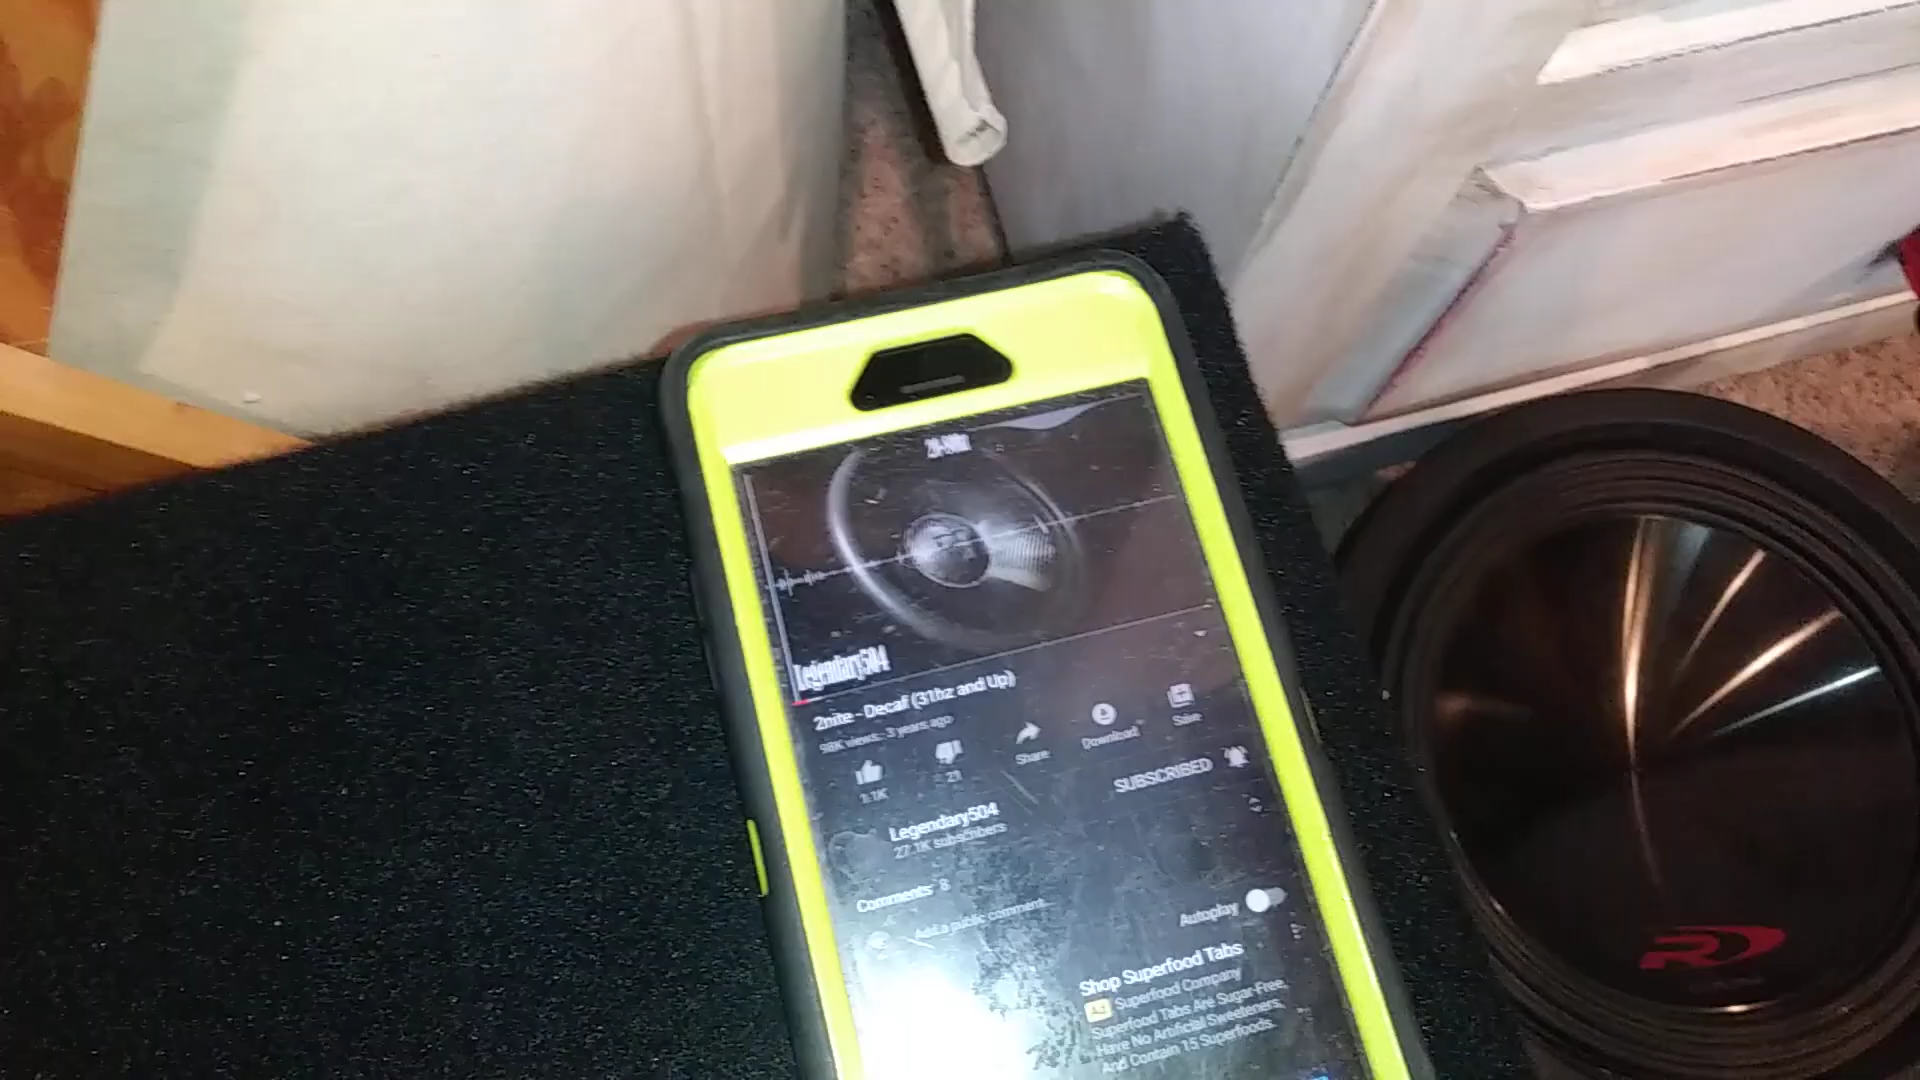 Legendary504
2nite - Decaf (31hz and Up)
98K views · 3 years ago
1.1K
21
Share
Download
Save
Legendary504
27.1K subscribers
SUBSCRIBED
Comments 8
Add a public comment...
Autoplay
Shop Superfood Tabs
Ad Superfood Company
Superfood Tabs Are Sugar-Free,
Have No Artificial Sweeteners,
And Contain 15 Superfoods.
R